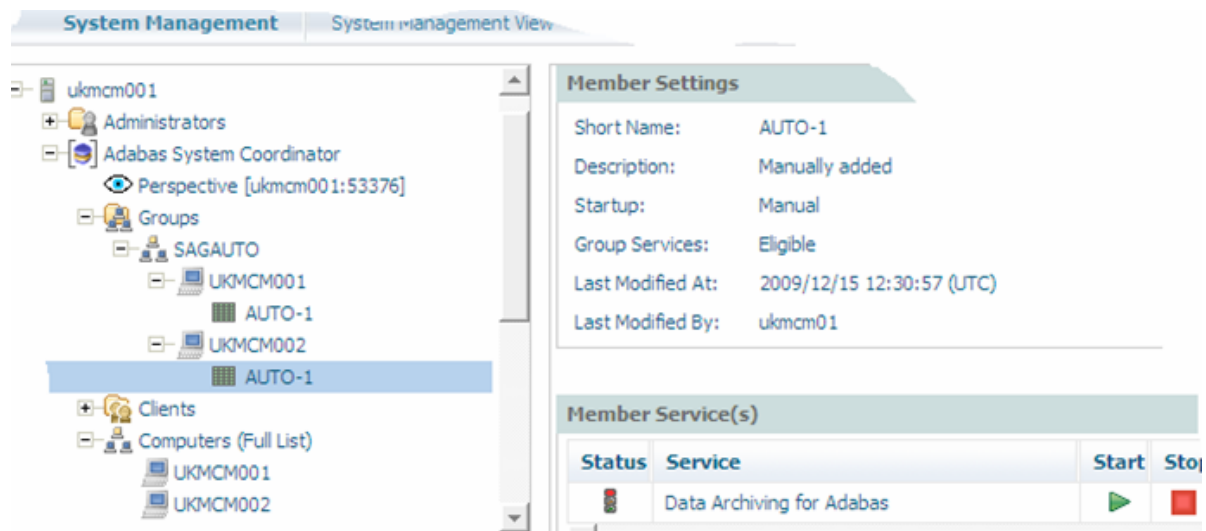 System Management System Management View
ukmcm001
Administrators
Adabas System Coordinator
Perspective [ukmcm001:53376]
Groups
SAGAUTO
UKMCM001
AUTO-1
UKMCM002
AUTO-1
Clients
Computers (Full List)
UKMCM001
UKMCM002
Member Settings
Short Name: AUTO-1
Description: Manually added
Startup: Manual
Group Services: Eligible
Last Modified At: 2009/12/15 12:30:57 (UTC)
Last Modified By: ukmcm01
Member Service(s)
Status Service Start Stop
Data Archiving for Adabas